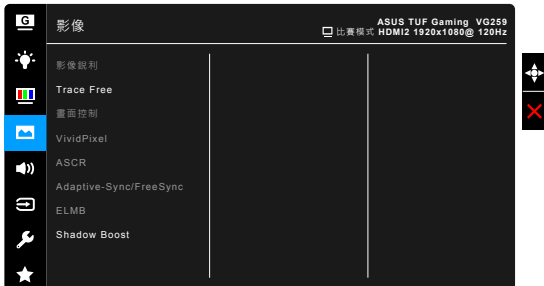 G
影像
ASUS TUF Gaming VG259
比賽模式 HDMI2 1920x1080@ 120Hz
影像銳利
Trace Free
畫面控制
VividPixel
ASCR
Adaptive-Sync/FreeSync
ELMB
Shadow Boost